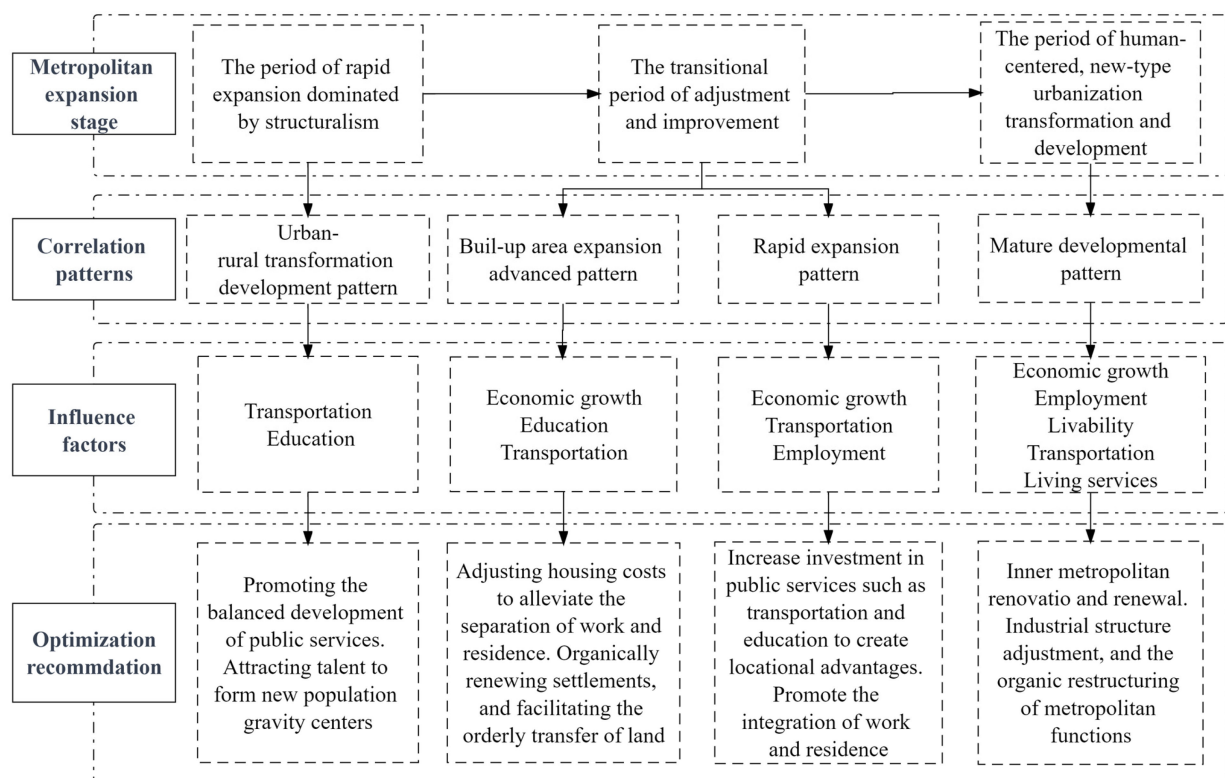 Metropolitan
expansion
stage
The period of rapid
expansion dominated
by structuralism
The transitional
period of adjustment
and improvement
The period of human-
centered, new-type
urbanization
transformation and
development
Correlation
patterns
Urban-
rural transformation
development pattern
Buil-up area expansion
advanced pattern
Rapid expansion
pattern
Mature developmental
pattern
Influence
factors
Transportation
Education
Economic growth
Education
Transportation
Economic growth
Transportation
Employment
Economic growth
Employment
Livability
Transportation
Living services
Optimization
recommdation
Promoting the
balanced development
of public services.
Attracting talent to
form new population
gravity centers
Adjusting housing costs
to alleviate the
separation of work and
residence. Organically
renewing settlements,
and facilitating the
orderly transfer of land
Increase investment in
public services such as
transportation and
education to create
locational advantages.
Promote the
integration of work
and residence
Inner metropolitan
renovatio and renewal.
Industrial structure
adjustment, and the
organic restructuring
of metropolitan
functions